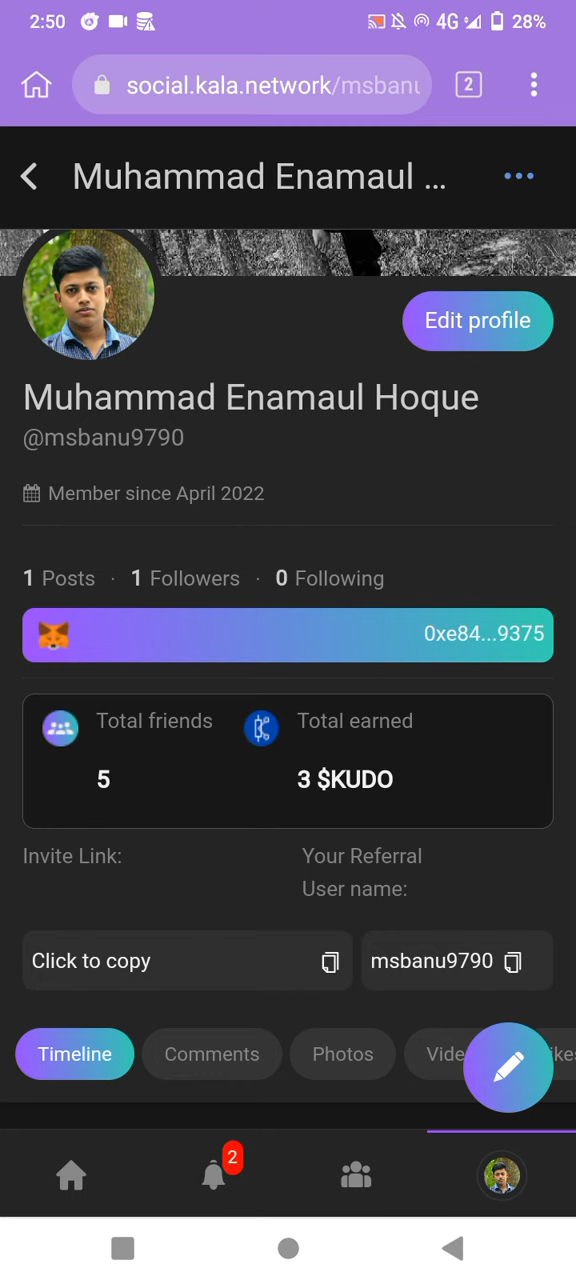 2:50 4G 28%
social.kala.network/msbanu 2
Muhammad Enamaul ...
Edit profile
Muhammad Enamaul Hoque
@msbanu9790
Member since April 2022
1 Posts · 1 Followers · 0 Following
0xe84...9375
Total friends Total earned
5 3 $KUDO
Invite Link: Your Referral
User name:
Click to copy msbanu9790
Timeline Comments Photos
2